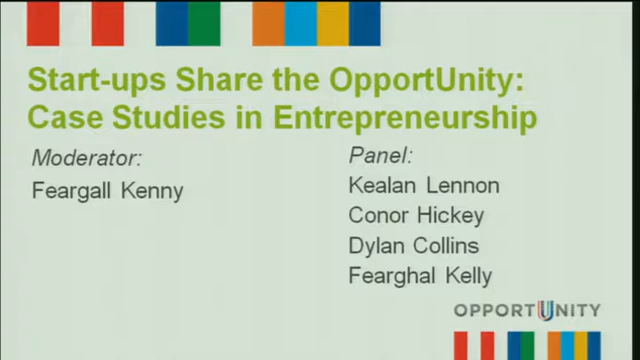 Start-ups Share the OpportUnity:
Case Studies in Entrepreneurship
Moderator:
Feargall Kenny
Panel:
Kealan Lennon
Conor Hickey
Dylan Collins
Fearghal Kelly
OPPORTUNITY